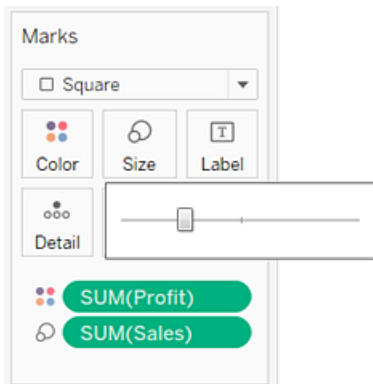 Marks
Square
Color Size Label
T
Detail
SUM(Profit)
SUM(Sales)